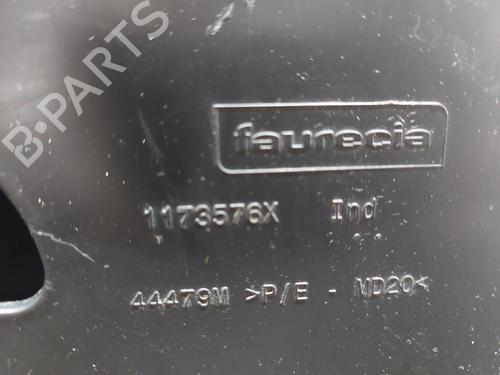 B-PARTS
faurecia
1173576X Ind
44479M >P/E - MD20<